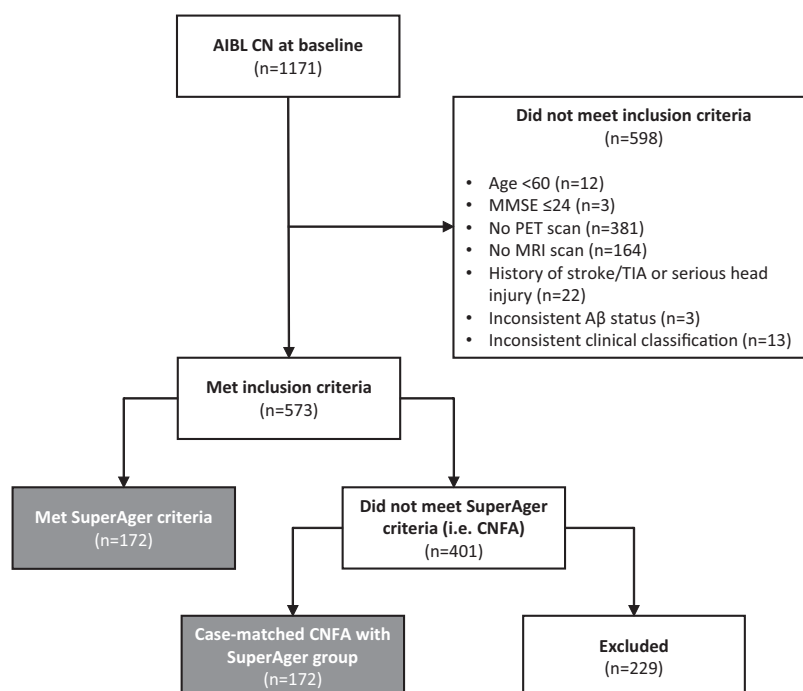 AIBL CN at baseline
(n=1171)
Did not meet inclusion criteria
(n=598)
• Age <60 (n=12)
• MMSE ≤24 (n=3)
• No PET scan (n=381)
• No MRI scan (n=164)
• History of stroke/TIA or serious head
injury (n=22)
• Inconsistent Aβ status (n=3)
• Inconsistent clinical classification (n=13)
Met inclusion criteria
(n=573)
Met SuperAger criteria
(n=172)
Did not meet SuperAger
criteria (i.e. CNFA)
(n=401)
Case-matched CNFA with
SuperAger group
(n=172)
Excluded
(n=229)